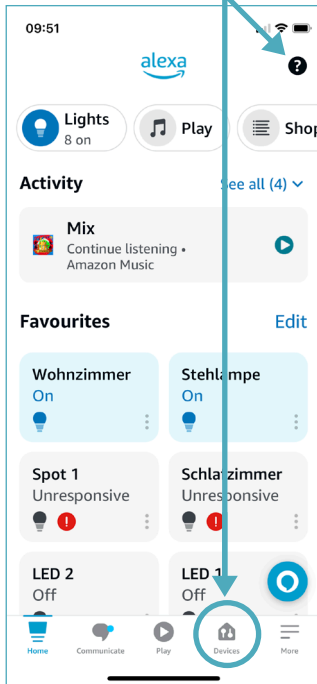 09:51
alexa
?
Lights
8 on
Play
Shop
Activity
See all (4)
Mix
Continue listening •
Amazon Music
Favourites
Edit
Wohnzimmer
On
Stehlampe
On
Spot 1
Unresponsive
!
Schlafzimmer
Unresponsive
!
LED 2
Off
LED 1
Off
Home
Communicate
Play
Devices
More